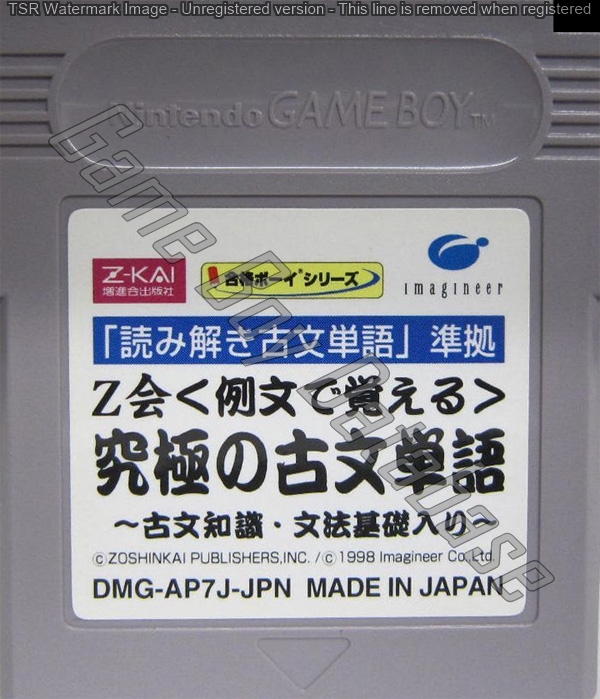 TSR Watermark Image - Unregistered version - This line is removed when registered
Nintendo GAME BOY TM
Z-KAI
増進会出版社
合格ボーイ®シリーズ
imagineer
「読み解き古文単語」準拠
Z会<例文で覚える>
究極の古文単語
～古文知識・文法基礎入り～
©ZOSHINKAI PUBLISHERS,INC. /©1998 Imagineer Co.,Ltd.
DMG-AP7J-JPN MADE IN JAPAN
Game Boy Database